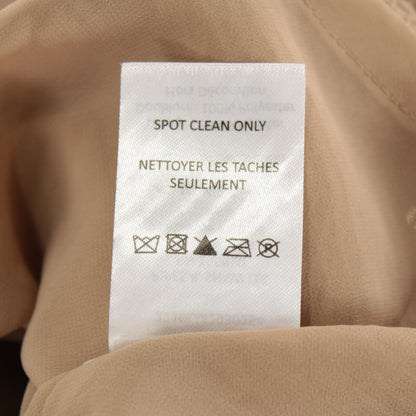 SPOT CLEAN ONLY
NETTOYER LES TACHES
SEULEMENT